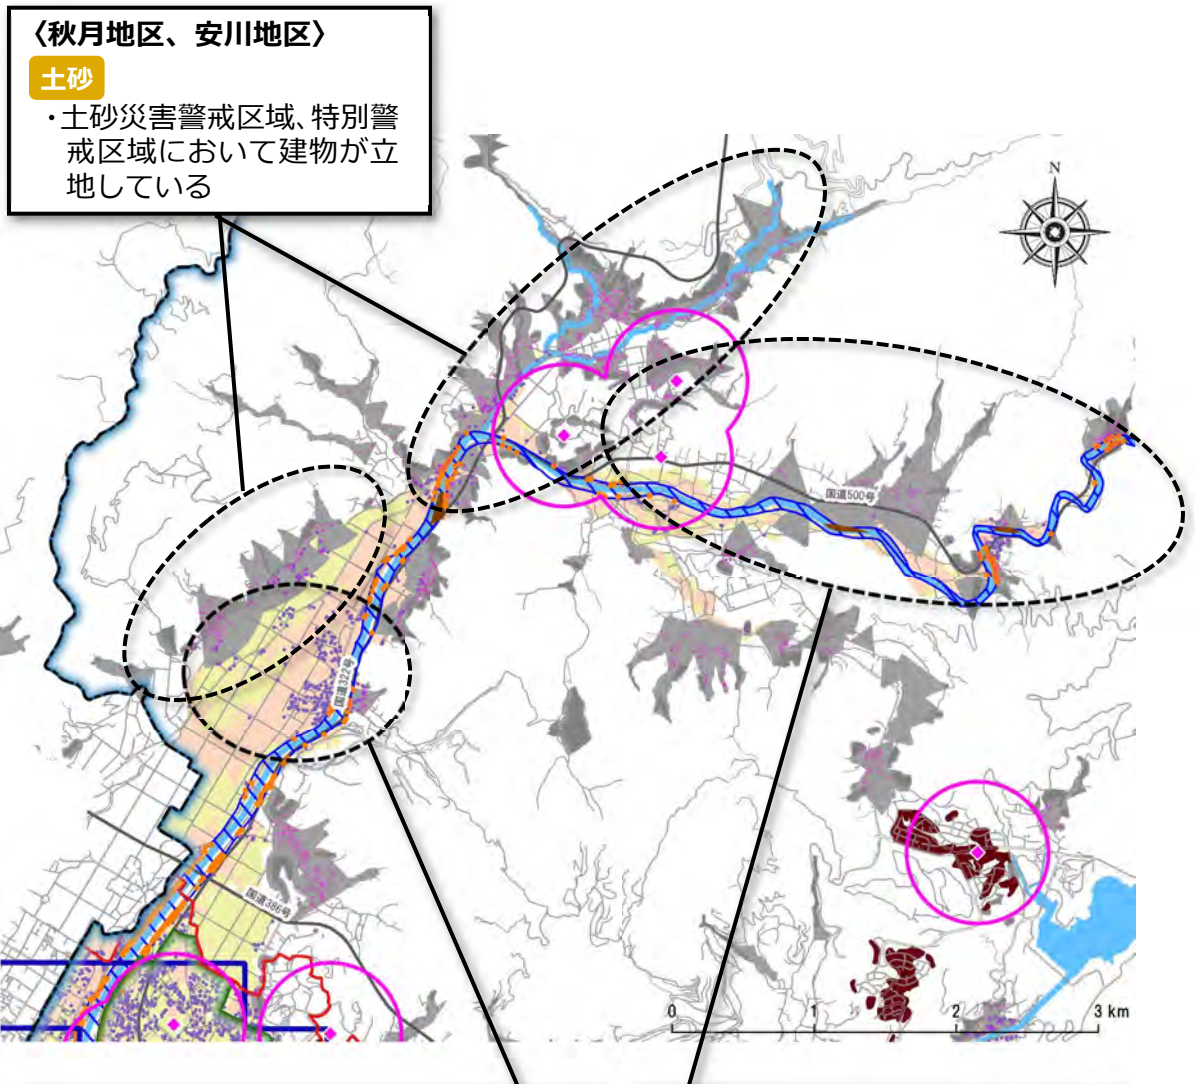 〈秋月地区、安川地区〉
土砂
・土砂災害警戒区域、特別警
戒区域において建物が立
地している
N
国道500号
国道322号
国道386号
0 1 2 3 km